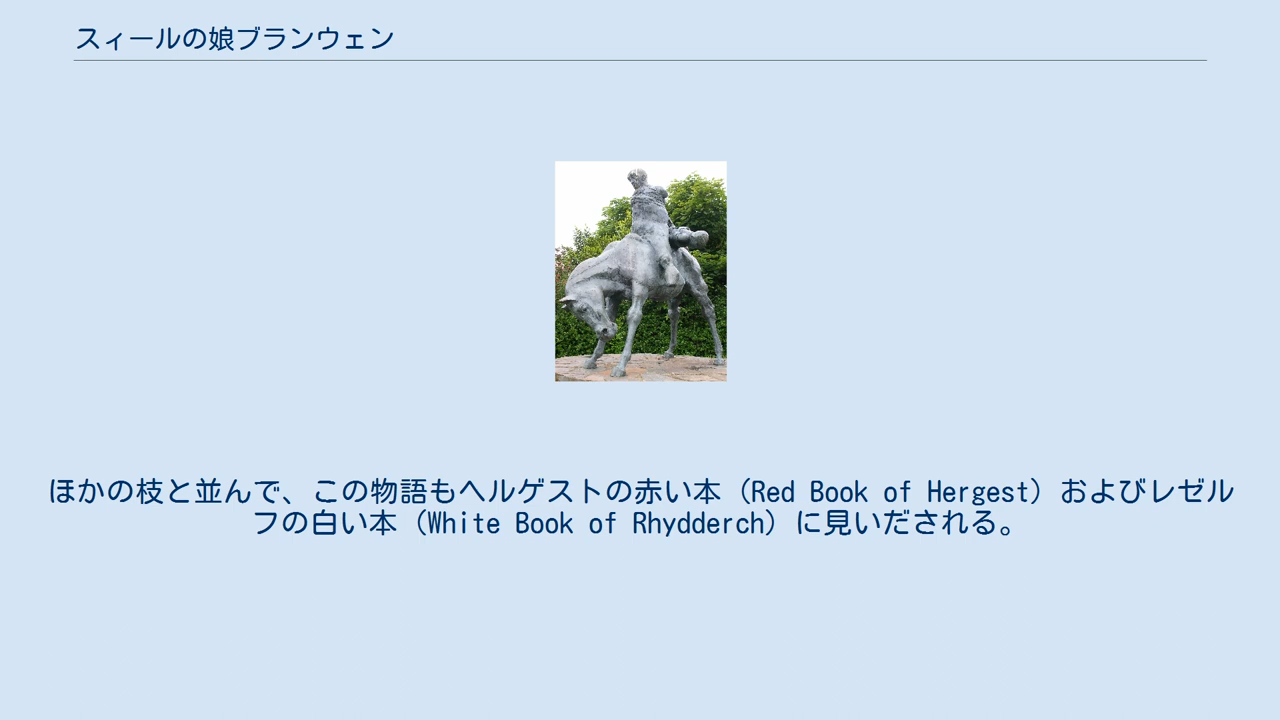 スィールの娘ブランウェン
ほかの枝と並んで、この物語もヘルゲストの赤い本（Red Book of Hergest）およびレゼル
フの白い本（White Book of Rhydderch）に見いだされる。